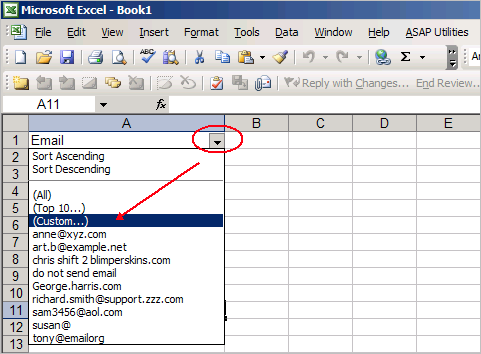 Microsoft Excel - Book1
File Edit View Insert Format Tools Data Window Help ASAP Utilities
ABC Σ Ar
Reply with Changes... End Review...
A11 fx
A B C D E
1 Email
2 Sort Ascending
3 Sort Descending
4 (All)
5 (Top 10...)
6 (Custom...)
7 anne@xyz.com
8 art.b@example.net
chris shift 2 blimperskins.com
9 do not send email
10 George.harris.com
richard.smith@support.zzz.com
11 sam3456@aol.com
12 susan@
13 tony@emailorg